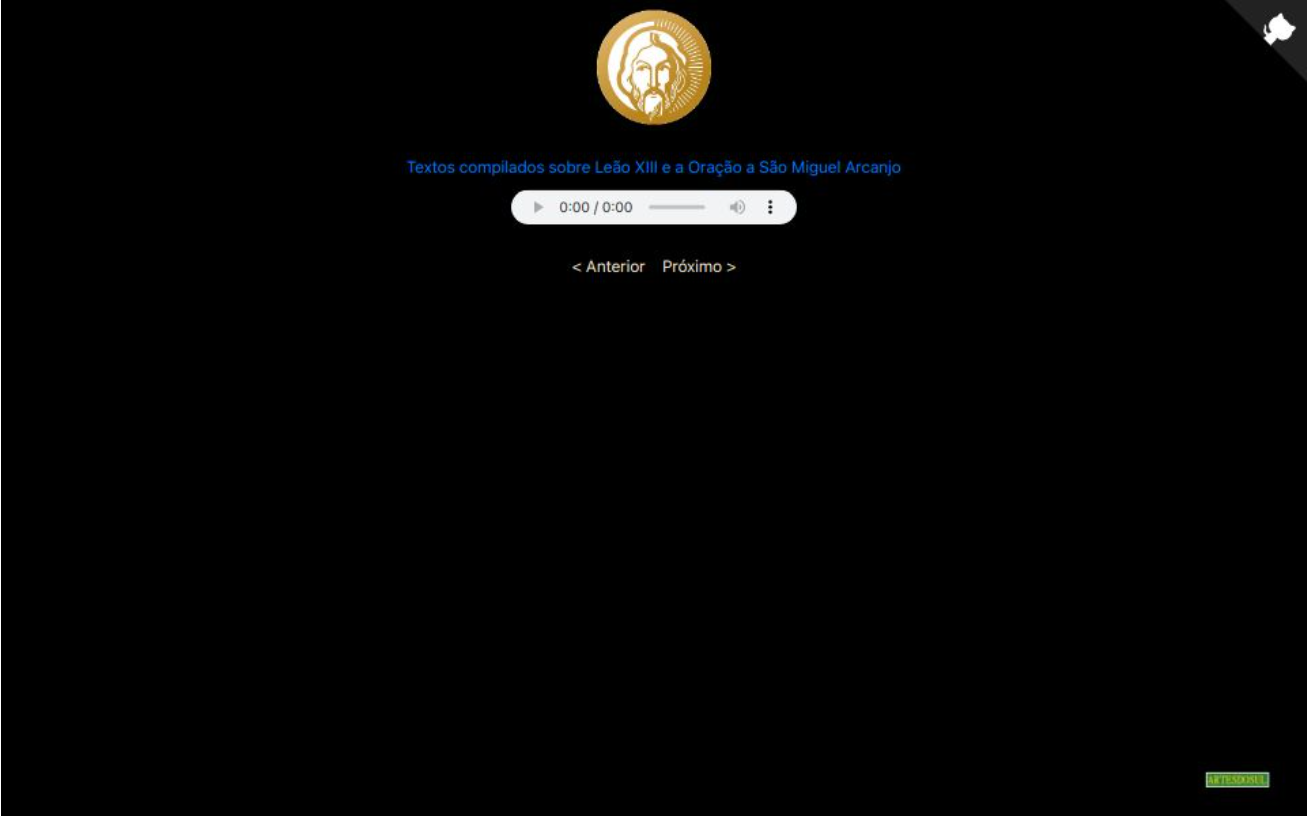 Textos compilados sobre Leão XIII e a Oração a São Miguel Arcanjo
0:00 / 0:00
< Anterior Próximo >
ARTESDOSUL